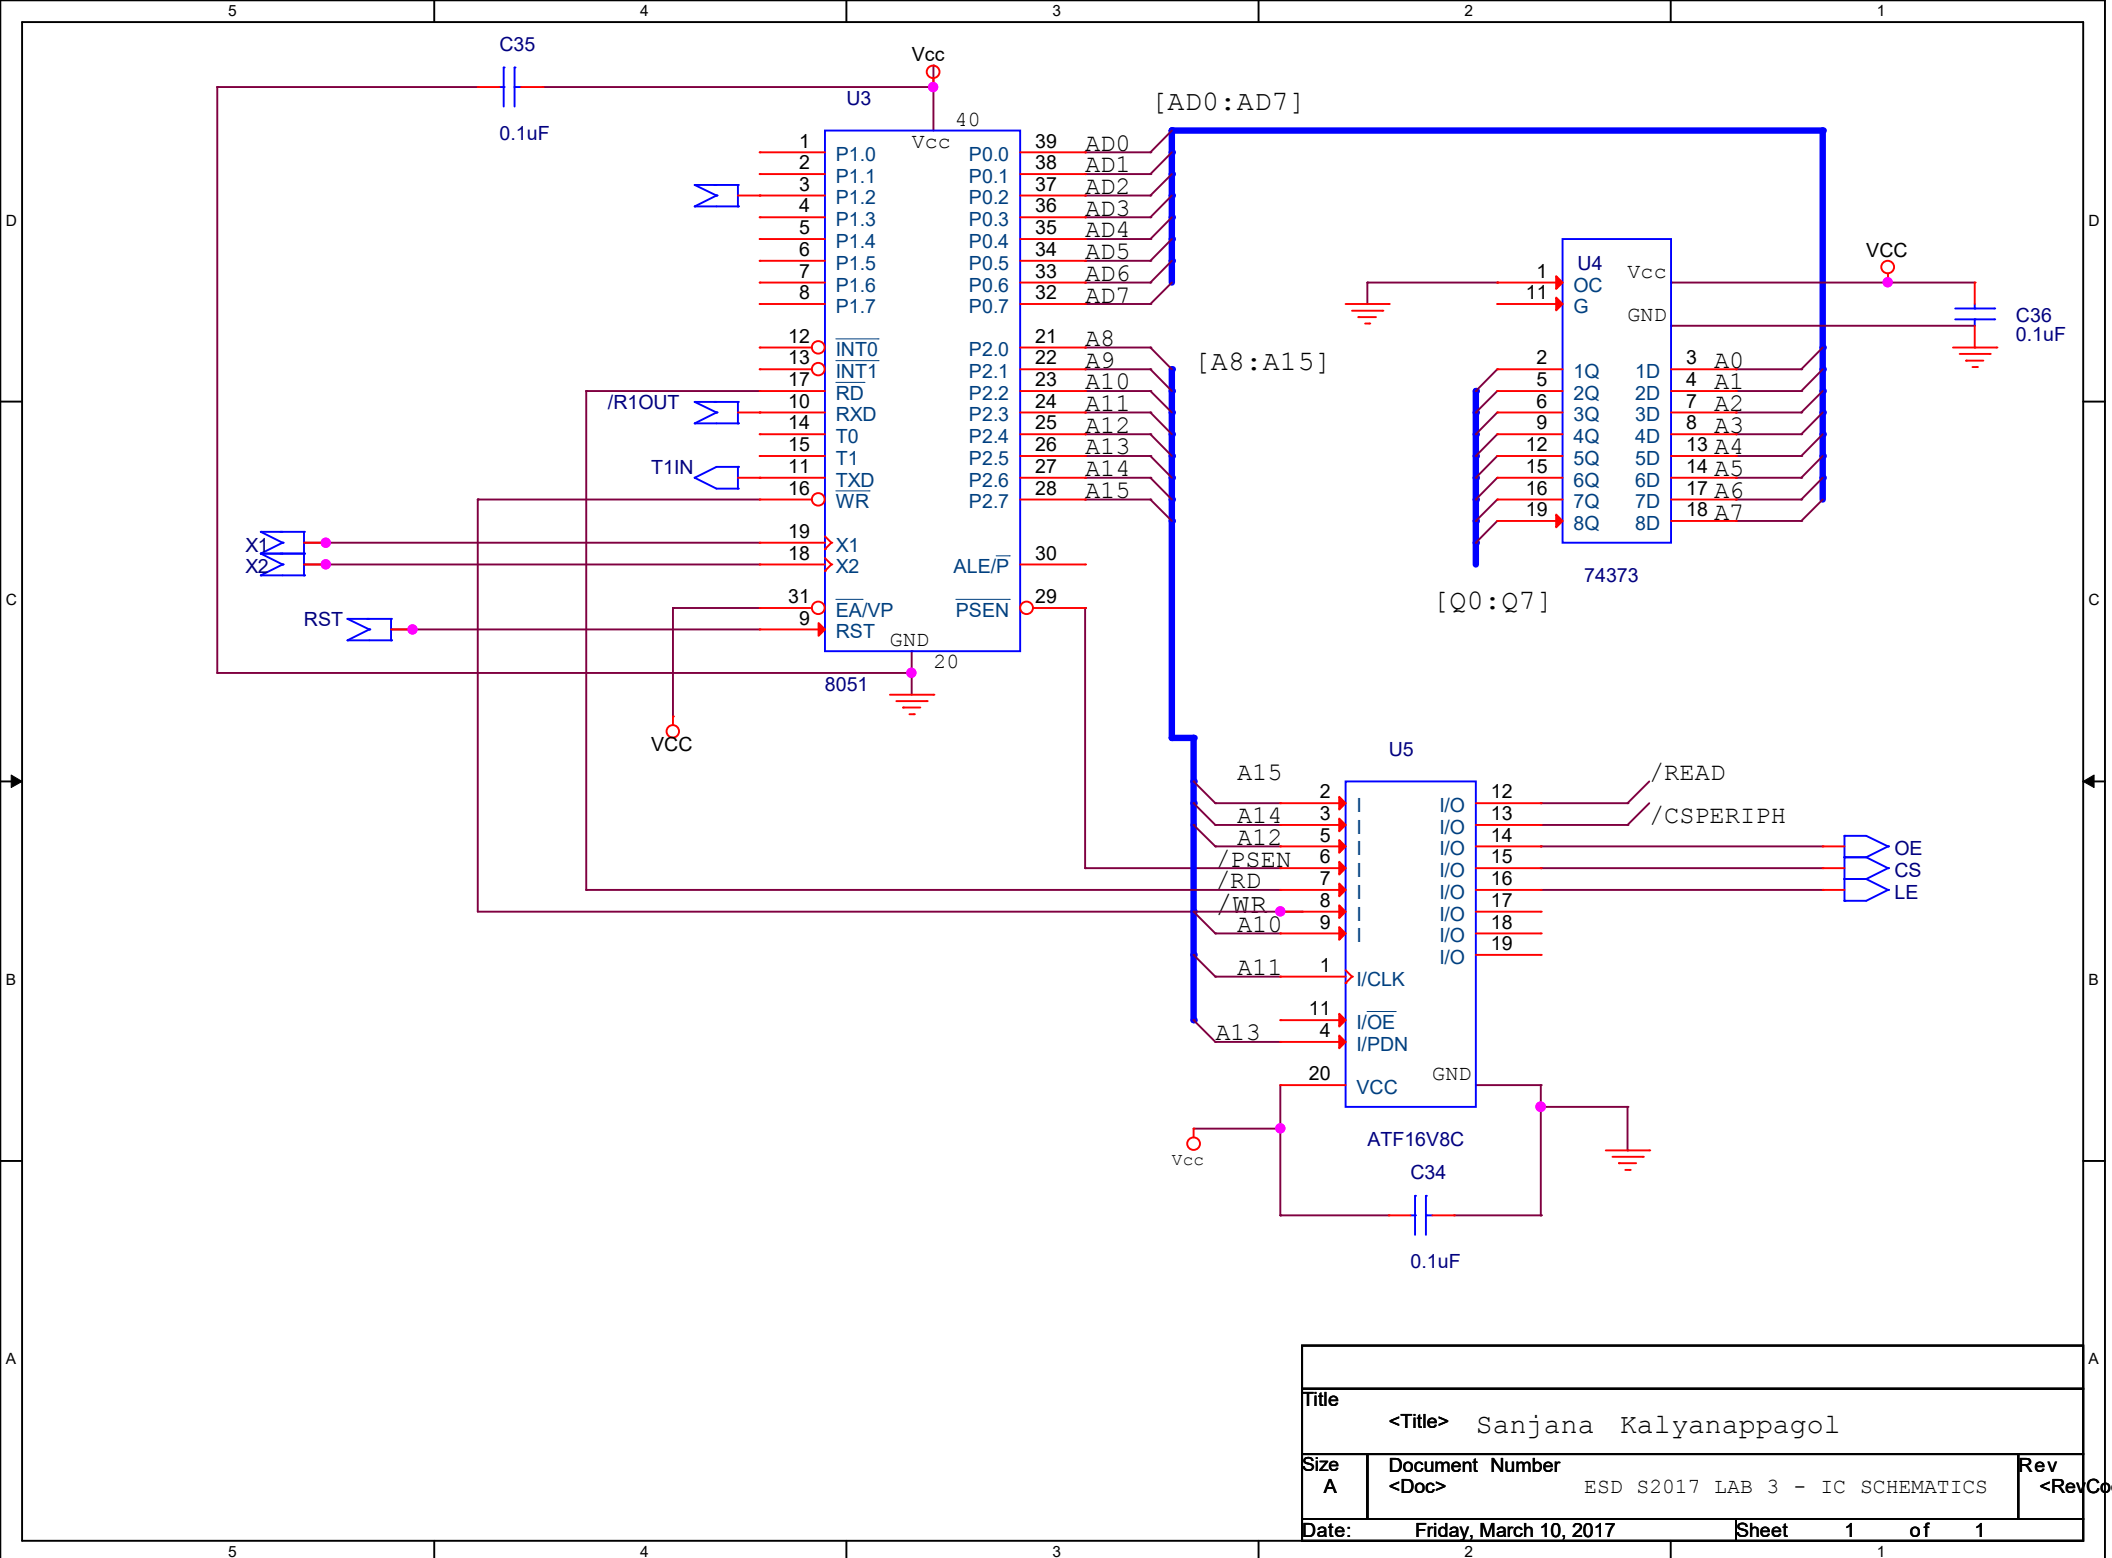 5 4 3 2 1
D D
C C
B B
A A
C35
0.1uF
Vcc
U3
40
Vcc
1 P1.0
2 P1.1
3 P1.2
4 P1.3
5 P1.4
6 P1.5
7 P1.6
8 P1.7
12 INT0
13 INT1
17 RD
10 RXD
14 T0
15 T1
11 TXD
16 WR
19 X1
18 X2
31 EA/VP
9 RST
P0.0 39 AD0
P0.1 38 AD1
P0.2 37 AD2
P0.3 36 AD3
P0.4 35 AD4
P0.5 34 AD5
P0.6 33 AD6
P0.7 32 AD7
P2.0 21 A8
P2.1 22 A9
P2.2 23 A10
P2.3 24 A11
P2.4 25 A12
P2.5 26 A13
P2.6 27 A14
P2.7 28 A15
ALE/P 30
PSEN 29
GND
20
8051
/R1OUT
T1IN
X1
X2
RST
VCC
[AD0:AD7]
[A8:A15]
U4
1 OC
11 G
Vcc
GND
2 1Q
5 2Q
6 3Q
9 4Q
12 5Q
15 6Q
16 7Q
19 8Q
1D 3 A0
2D 4 A1
3D 7 A2
4D 8 A3
5D 13 A4
6D 14 A5
7D 17 A6
8D 18 A7
74373
[Q0:Q7]
VCC
C36
0.1uF
U5
A15 2 I
A14 3 I
A12 5 I
/PSEN 6 I
/RD 7 I
/WR 8 I
A10 9 I
A11 1 I/CLK
11 I/OE
A13 4 I/PDN
20 VCC
GND
I/O 12 /READ
I/O 13 /CSPERIPH
I/O 14 OE
I/O 15 CS
I/O 16 LE
I/O 17
I/O 18
I/O 19
Vcc
ATF16V8C
C34
0.1uF
Title
<Title> Sanjana Kalyanappagol
Size Document Number Rev
A <Doc> ESD S2017 LAB 3 - IC SCHEMATICS <RevCo
Date: Friday, March 10, 2017 Sheet 1 of 1
5 4 3 2 1